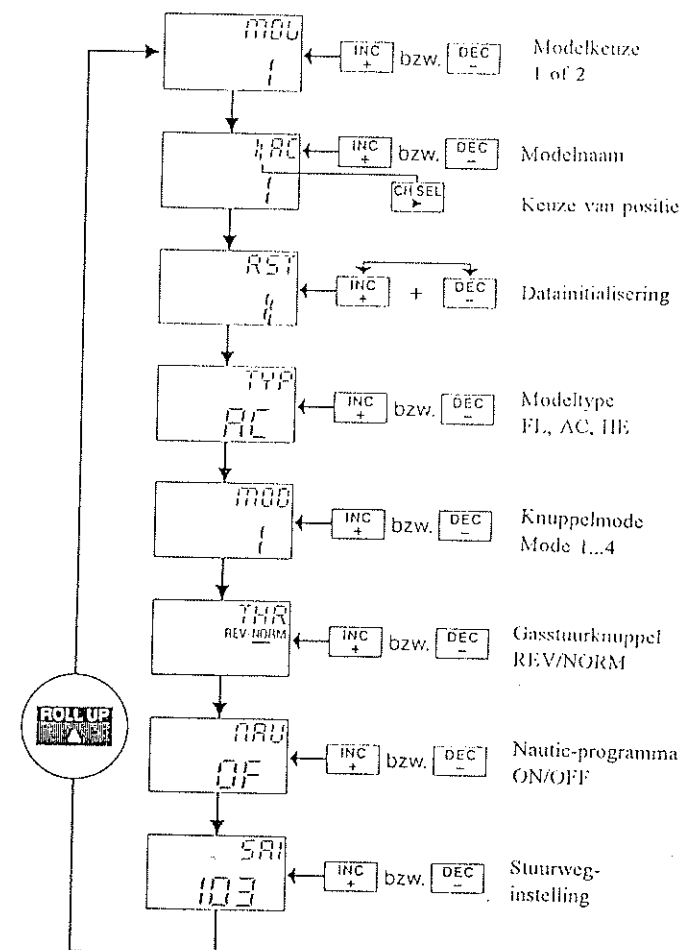 MOV
1
INC
+
bzw.
DEC
-
Modelkeuze
1 of 2
AC
1
INC
+
bzw.
DEC
-
Modelnaam
CH SEL
Keuze van positie
RST
INC
+
+
DEC
-
Datainitialisering
TYP
AC
INC
+
bzw.
DEC
-
Modeltype
FL, AC, HE
MOD
1
INC
+
bzw.
DEC
-
Knuppelmode
Mode 1...4
THR
REV·NORM
INC
+
bzw.
DEC
-
Gasstuurknuppel
REV/NORM
ROLL UP
NAU
OF
INC
+
bzw.
DEC
-
Nautic-programma
ON/OFF
SAI
103
INC
+
bzw.
DEC
-
Stuurweg-
instelling